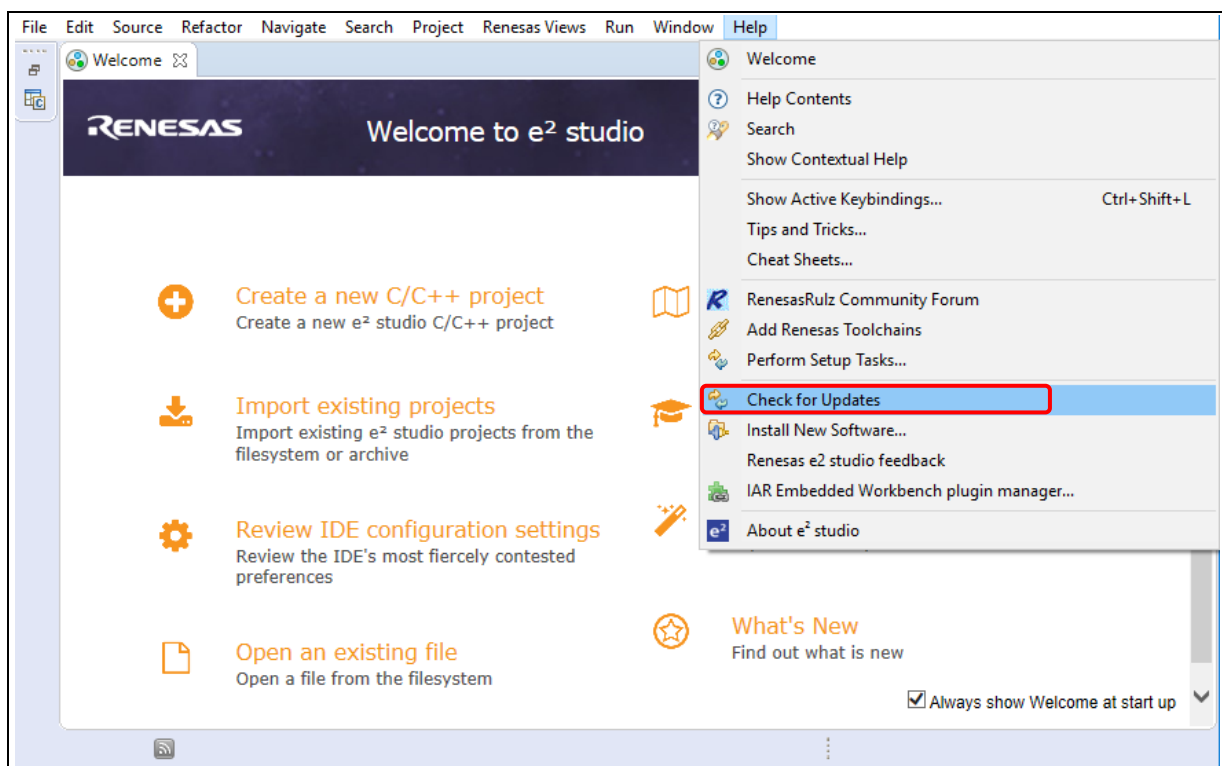 File Edit Source Refactor Navigate Search Project Renesas Views Run Window Help
Welcome
RENESAS
Welcome to e² studio
Create a new C/C++ project
Create a new e² studio C/C++ project
Import existing projects
Import existing e² studio projects from the
filesystem or archive
Review IDE configuration settings
Review the IDE's most fiercely contested
preferences
Open an existing file
Open a file from the filesystem
Welcome
Help Contents
Search
Show Contextual Help
Show Active Keybindings... Ctrl+Shift+L
Tips and Tricks...
Cheat Sheets...
RenesasRulz Community Forum
Add Renesas Toolchains
Perform Setup Tasks...
Check for Updates
Install New Software...
Renesas e2 studio feedback
IAR Embedded Workbench plugin manager...
e² About e² studio
What's New
Find out what is new
Always show Welcome at start up